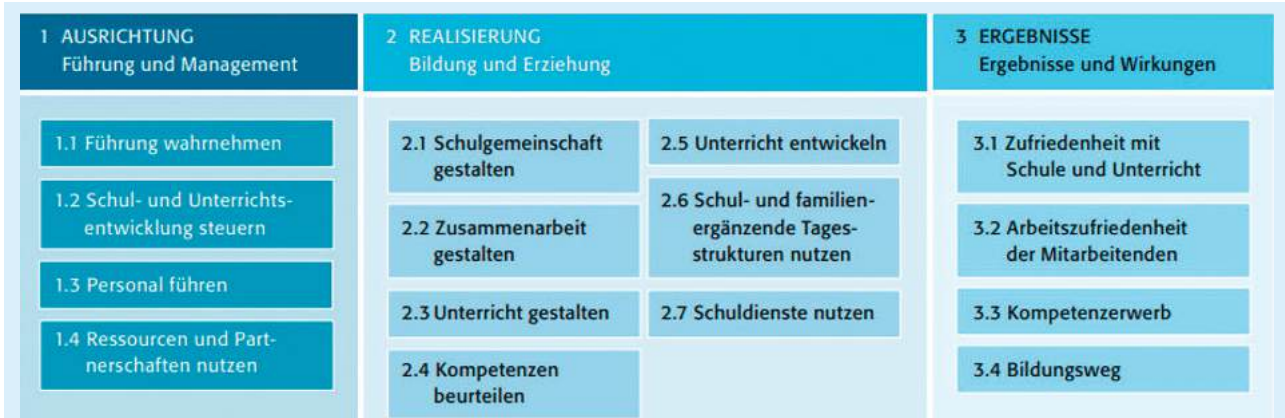 1 AUSRICHTUNG
Führung und Management
1.1 Führung wahrnehmen
1.2 Schul- und Unterrichts-
entwicklung steuern
1.3 Personal führen
1.4 Ressourcen und Part-
nerschaften nutzen
2 REALISIERUNG
Bildung und Erziehung
2.1 Schulgemeinschaft
gestalten
2.2 Zusammenarbeit
gestalten
2.3 Unterricht gestalten
2.4 Kompetenzen
beurteilen
2.5 Unterricht entwickeln
2.6 Schul- und familien-
ergänzende Tages-
strukturen nutzen
2.7 Schuldienste nutzen
3 ERGEBNISSE
Ergebnisse und Wirkungen
3.1 Zufriedenheit mit
Schule und Unterricht
3.2 Arbeitszufriedenheit
der Mitarbeitenden
3.3 Kompetenzerwerb
3.4 Bildungsweg